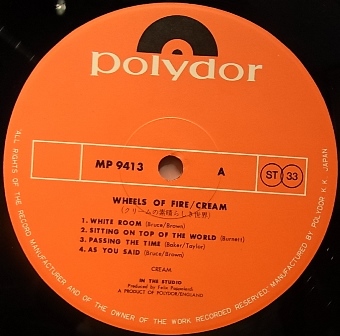 polydor
MP 9413
A
ST 33
WHEELS OF FIRE/CREAM
(クリームの素晴らしき世界)
1. WHITE ROOM (Bruce/Brown)
2. SITTING ON TOP OF THE WORLD (Burnett)
3. PASSING THE TIME (Baker/Taylor)
4. AS YOU SAID (Bruce/Brown)
CREAM
IN THE STUDIO
Produced by Felix Pappalardi
A PRODUCT OF POLYDOR/ENGLAND
"ALL RIGHTS OF THE RECORD MANUFACTURER AND OF THE OWNER OF THE WORK RECORDED RESERVED" MANUFACTURED BY POLYDOR K.K. JAPAN